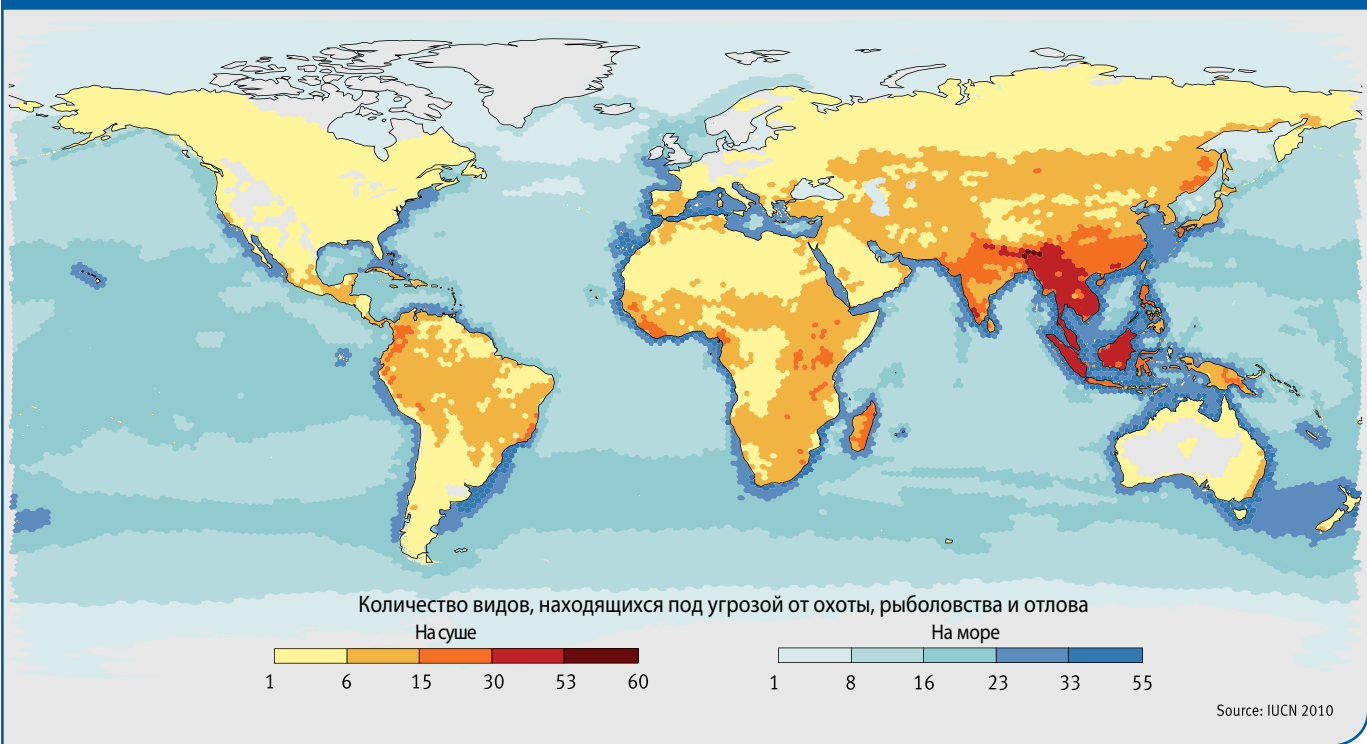 Количество видов, находящихся под угрозой от охоты, рыболовства и отлова
На суше
На море
1 6 15 30 53 60
1 8 16 23 33 55
Source: IUCN 2010